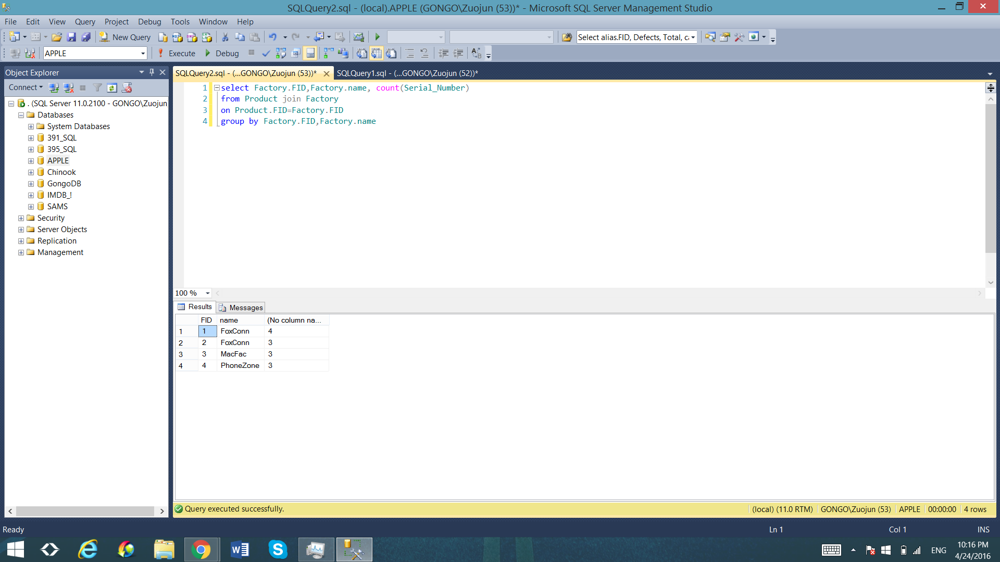 SQLQuery2.sql - (local).APPLE (GONGO\Zuojun (53))* - Microsoft SQL Server Management Studio
File Edit View Query Project Debug Tools Window Help
New Query
Select alias.FID, Defects, Total, ca
APPLE
Execute
Debug
Object Explorer
Connect
. (SQL Server 11.0.2100 - GONGO\Zuojun
Databases
System Databases
391_SQL
395_SQL
APPLE
Chinook
GongoDB
IMDB_!
SAMS
Security
Server Objects
Replication
Management
SQLQuery2.sql - (...GONGO\Zuojun (53))*
SQLQuery1.sql - (...GONGO\Zuojun (52))*
1 select Factory.FID,Factory.name, count(Serial_Number)
2 from Product join Factory
3 on Product.FID=Factory.FID
4 group by Factory.FID,Factory.name
100 %
Results
Messages
FID name (No column na...
1 1 FoxConn 4
2 2 FoxConn 3
3 3 MacFac 3
4 4 PhoneZone 3
Query executed successfully.
(local) (11.0 RTM) GONGO\Zuojun (53) APPLE 00:00:00 4 rows
Ready
Ln 1
Col 1
INS
ENG
10:16 PM
4/24/2016